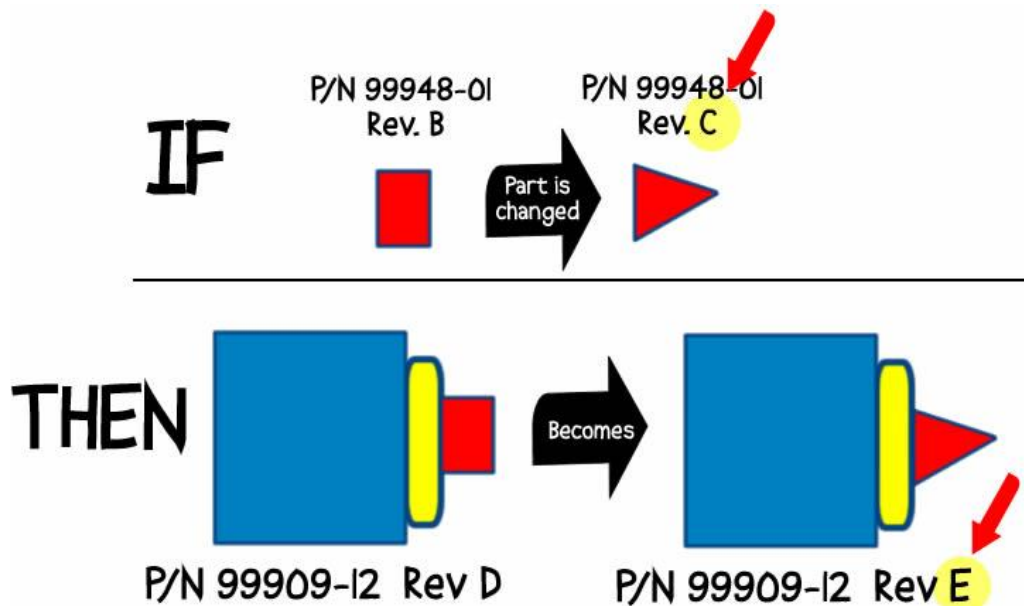 P/N 99948-01
Rev. B
P/N 99948-01
Rev. C
IF
Part is
changed
THEN
Becomes
P/N 99909-12 Rev D
P/N 99909-12 Rev E